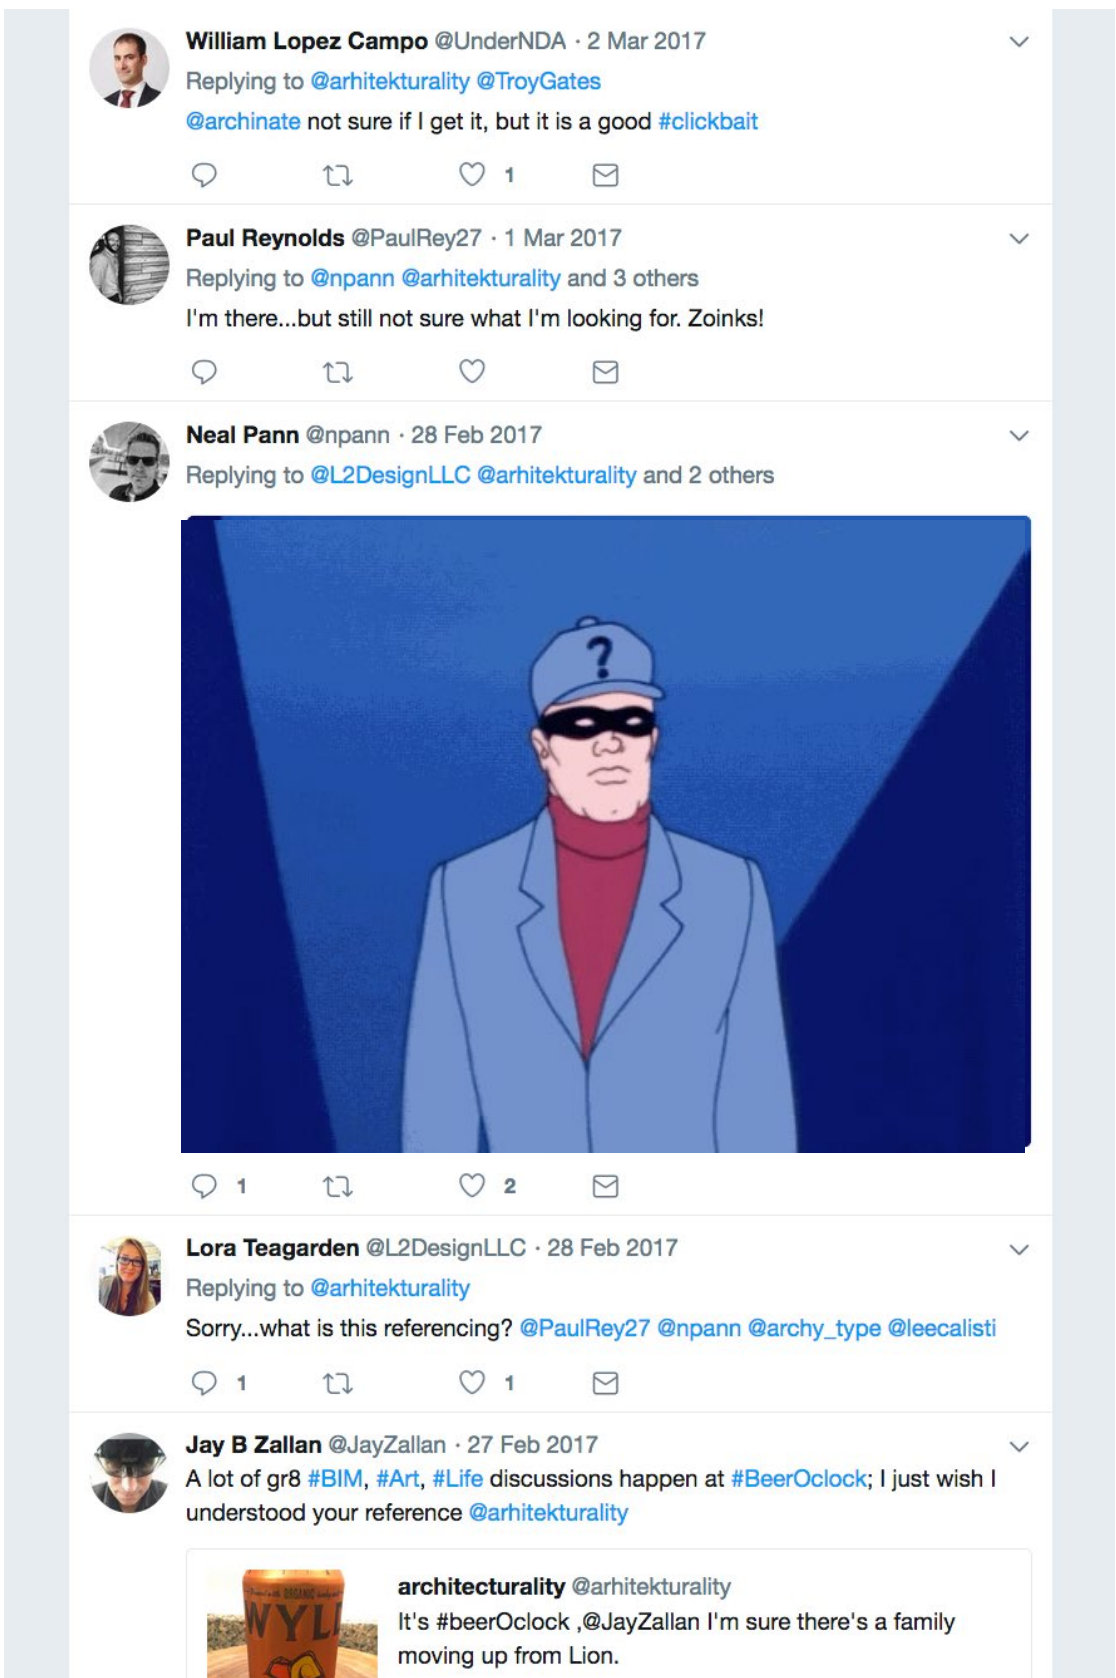 William Lopez Campo @UnderNDA · 2 Mar 2017
Replying to @arhitekturality @TroyGates
@archinate not sure if I get it, but it is a good #clickbait
1
Paul Reynolds @PaulRey27 · 1 Mar 2017
Replying to @npann @arhitekturality and 3 others
I'm there...but still not sure what I'm looking for. Zoinks!
Neal Pann @npann · 28 Feb 2017
Replying to @L2DesignLLC @arhitekturality and 2 others
?
1 2
Lora Teagarden @L2DesignLLC · 28 Feb 2017
Replying to @arhitekturality
Sorry...what is this referencing? @PaulRey27 @npann @archy_type @leecalisti
1 1
Jay B Zallan @JayZallan · 27 Feb 2017
A lot of gr8 #BIM, #Art, #Life discussions happen at #BeerOclock; I just wish I
understood your reference @arhitekturality
ORGANIC
WYL
architecturality @arhitekturality
It's #beerOclock ,@JayZallan I'm sure there's a family
moving up from Lion.